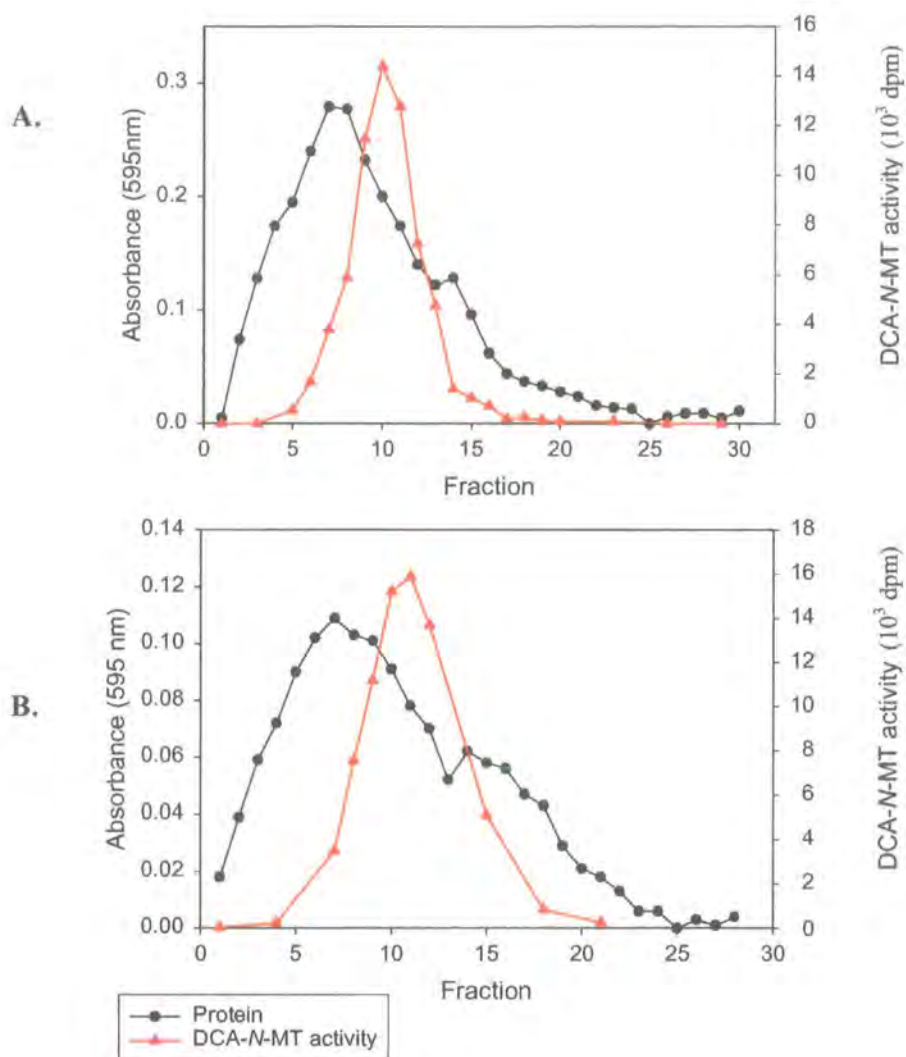 A.
Absorbance (595nm)
0.3
0.2
0.1
0.0
16
14
12
10
8
6
4
2
0
DCA-N-MT activity (10³ dpm)
0 5 10 15 20 25 30
Fraction
B.
Absorbance (595 nm)
0.14
0.12
0.10
0.08
0.06
0.04
0.02
0.00
18
16
14
12
10
8
6
4
2
0
DCA-N-MT activity (10³ dpm)
0 5 10 15 20 25 30
Fraction
Protein
DCA-N-MT activity